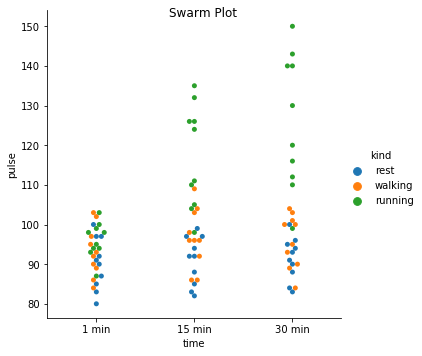 Swarm Plot
150
140
130
120
110
100
90
80
pulse
1 min
15 min
30 min
time
kind
rest
walking
running